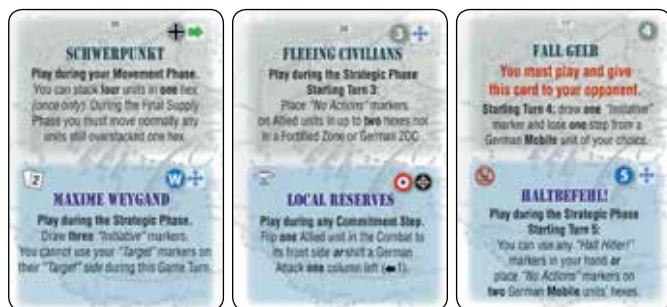 SCHWERPUNKT
Play during your Movement Phase.
You can stack four units in one hex
(once only). During the Final Supply
Phase you must move normally any
units still overstacked one hex.
2
W
MAXIME WEYGAND
Play during the Strategic Phase.
Draw three "Initiative" markers.
You cannot use your "Target" markers on
their "Target" side during this Game Turn.
3
FLEEING CIVILIANS
Play during the Strategic Phase
Starting Turn 3:
Place "No Actions" markers
on Allied units in up to two hexes not
in a Fortified Zone or German ZOC.
LOCAL RESERVES
Play during any Commitment Step.
Flip one Allied unit in the Combat to
its front side or shift a German
Attack one column left (⬅1).
4
FALL GELB
You must play and give
this card to your opponent.
Starting Turn 4: draw one "Initiative"
marker and lose one step from a
German Mobile unit of your choice.
5
HALTBEFEHL!
Play during the Strategic Phase
Starting Turn 5:
You can use any "Halt Hitler!"
markers in your hand or
place "No Actions" markers on
two German Mobile units' hexes.